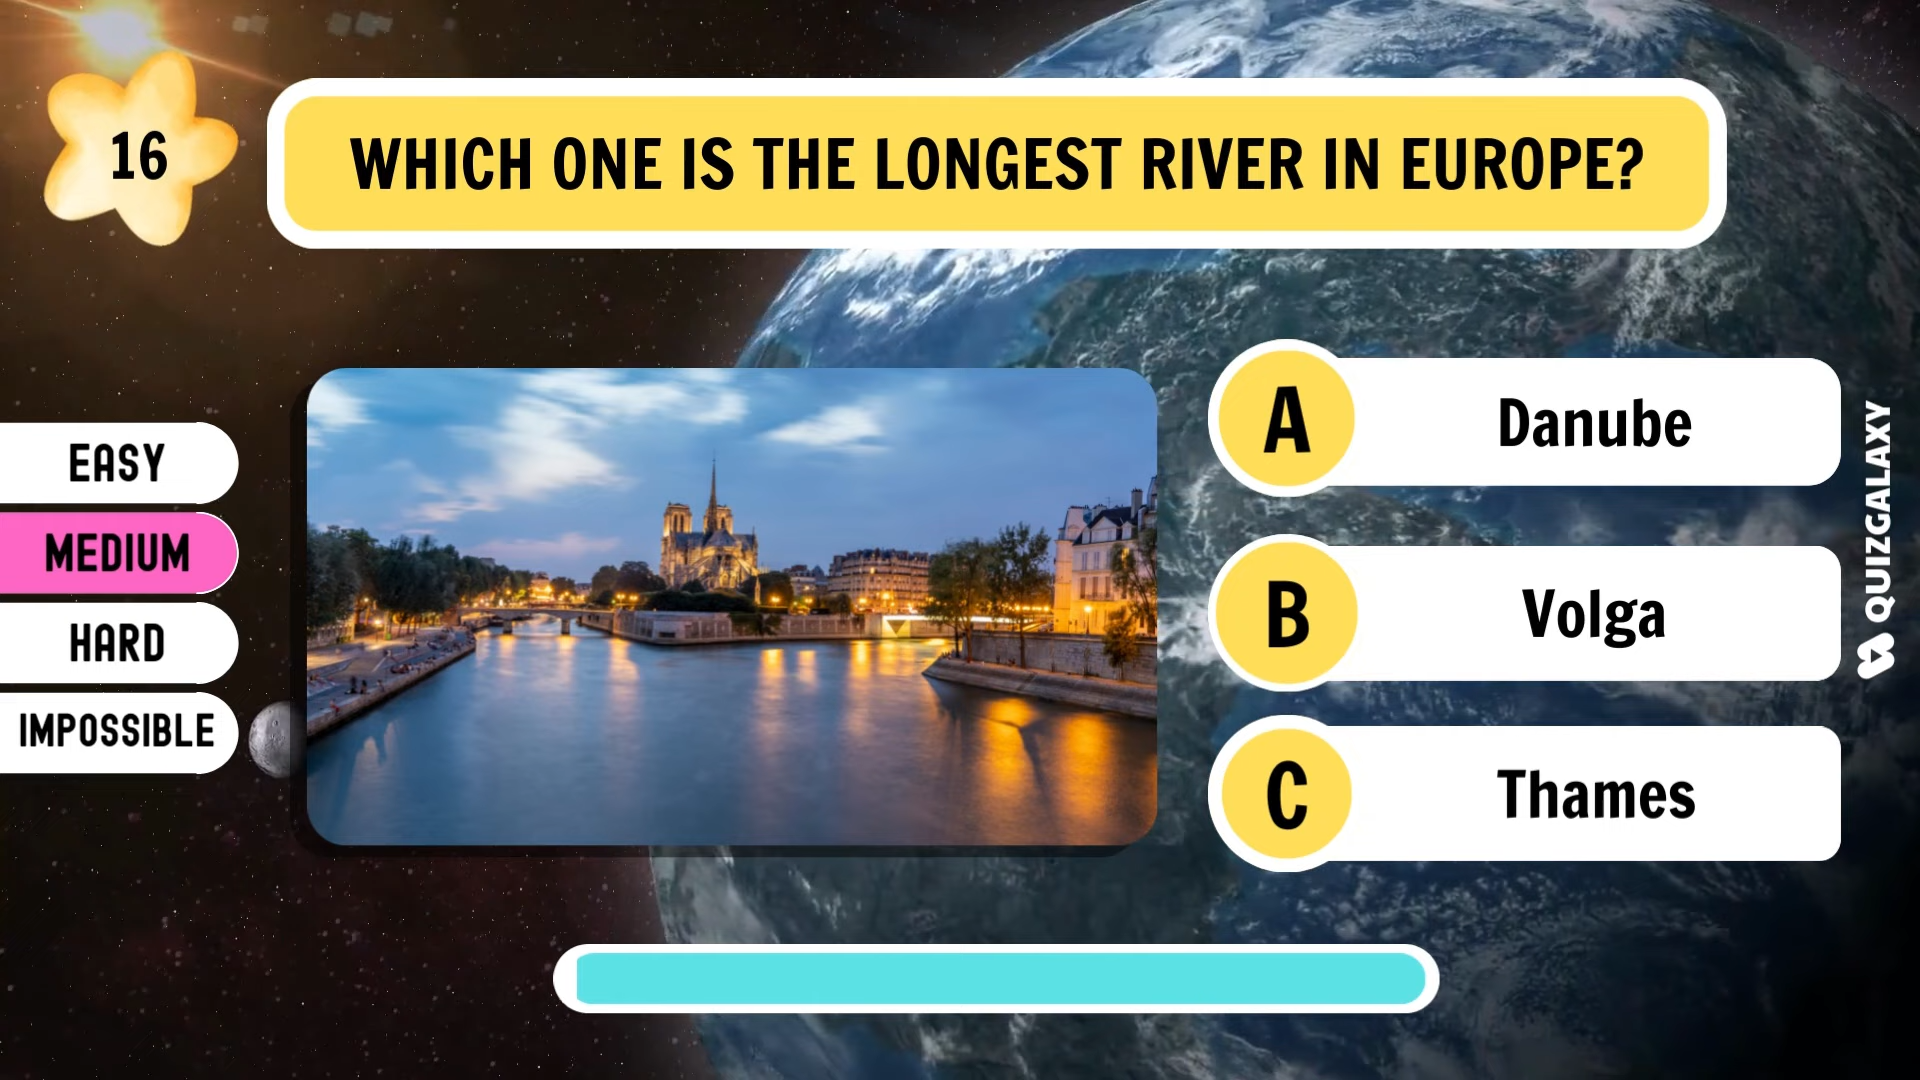 16
WHICH ONE IS THE LONGEST RIVER IN EUROPE?
EASY
MEDIUM
HARD
IMPOSSIBLE
A
Danube
B
Volga
C
Thames
QUIZGALAXY